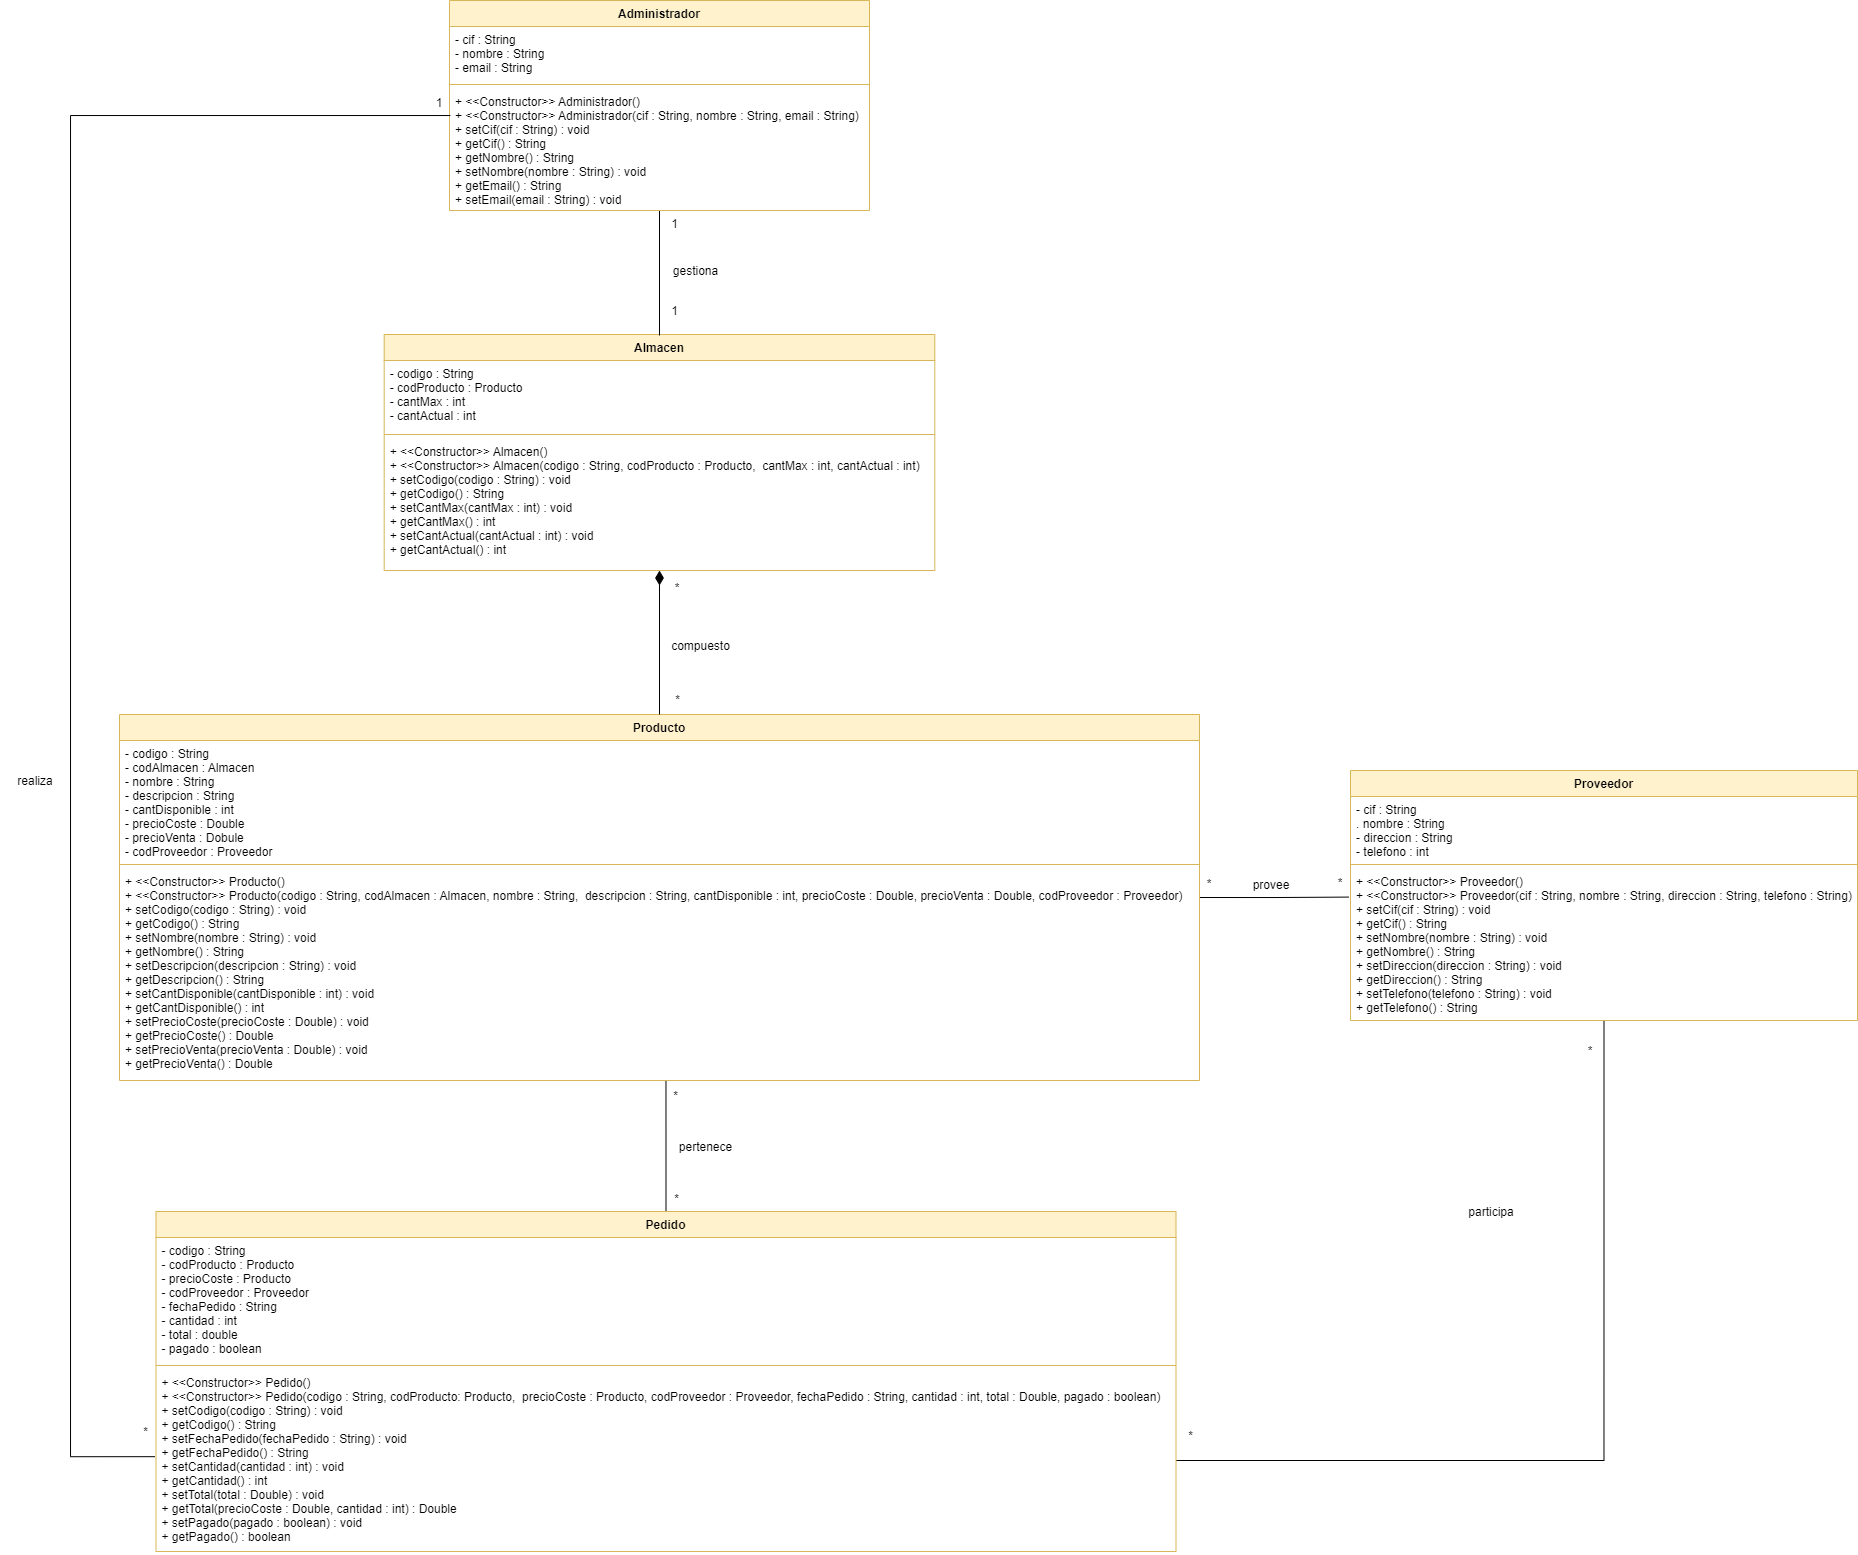 Administrador
- cif : String
- nombre : String
- email : String
+ <<Constructor>> Administrador()
+ <<Constructor>> Administrador(cif : String, nombre : String, email : String)
+ setCif(cif : String) : void
+ getCif() : String
+ getNombre() : String
+ setNombre(nombre : String) : void
+ getEmail() : String
+ setEmail(email : String) : void
1
1
gestiona
1
Almacen
- codigo : String
- codProducto : Producto
- cantMax : int
- cantActual : int
+ <<Constructor>> Almacen()
+ <<Constructor>> Almacen(codigo : String, codProducto : Producto,  cantMax : int, cantActual : int)
+ setCodigo(codigo : String) : void
+ getCodigo() : String
+ setCantMax(cantMax : int) : void
+ getCantMax() : int
+ setCantActual(cantActual : int) : void
+ getCantActual() : int
*
compuesto
*
realiza
Producto
- codigo : String
- codAlmacen : Almacen
- nombre : String
- descripcion : String
- cantDisponible : int
- precioCoste : Double
- precioVenta : Dobule
- codProveedor : Proveedor
+ <<Constructor>> Producto()
+ <<Constructor>> Producto(codigo : String, codAlmacen : Almacen, nombre : String,  descripcion : String, cantDisponible : int, precioCoste : Double, precioVenta : Double, codProveedor : Proveedor)
+ setCodigo(codigo : String) : void
+ getCodigo() : String
+ setNombre(nombre : String) : void
+ getNombre() : String
+ setDescripcion(descripcion : String) : void
+ getDescripcion() : String
+ setCantDisponible(cantDisponible : int) : void
+ getCantDisponible() : int
+ setPrecioCoste(precioCoste : Double) : void
+ getPrecioCoste() : Double
+ setPrecioVenta(precioVenta : Double) : void
+ getPrecioVenta() : Double
* provee *
Proveedor
- cif : String
. nombre : String
- direccion : String
- telefono : int
+ <<Constructor>> Proveedor()
+ <<Constructor>> Proveedor(cif : String, nombre : String, direccion : String, telefono : String)
+ setCif(cif : String) : void
+ getCif() : String
+ setNombre(nombre : String) : void
+ getNombre() : String
+ setDireccion(direccion : String) : void
+ getDireccion() : String
+ setTelefono(telefono : String) : void
+ getTelefono() : String
*
participa
*
*
pertenece
*
Pedido
- codigo : String
- codProducto : Producto
- precioCoste : Producto
- codProveedor : Proveedor
- fechaPedido : String
- cantidad : int
- total : double
- pagado : boolean
+ <<Constructor>> Pedido()
+ <<Constructor>> Pedido(codigo : String, codProducto: Producto,  precioCoste : Producto, codProveedor : Proveedor, fechaPedido : String, cantidad : int, total : Double, pagado : boolean)
+ setCodigo(codigo : String) : void
+ getCodigo() : String
+ setFechaPedido(fechaPedido : String) : void
+ getFechaPedido() : String
+ setCantidad(cantidad : int) : void
+ getCantidad() : int
+ setTotal(total : Double) : void
+ getTotal(precioCoste : Double, cantidad : int) : Double
+ setPagado(pagado : boolean) : void
+ getPagado() : boolean
*